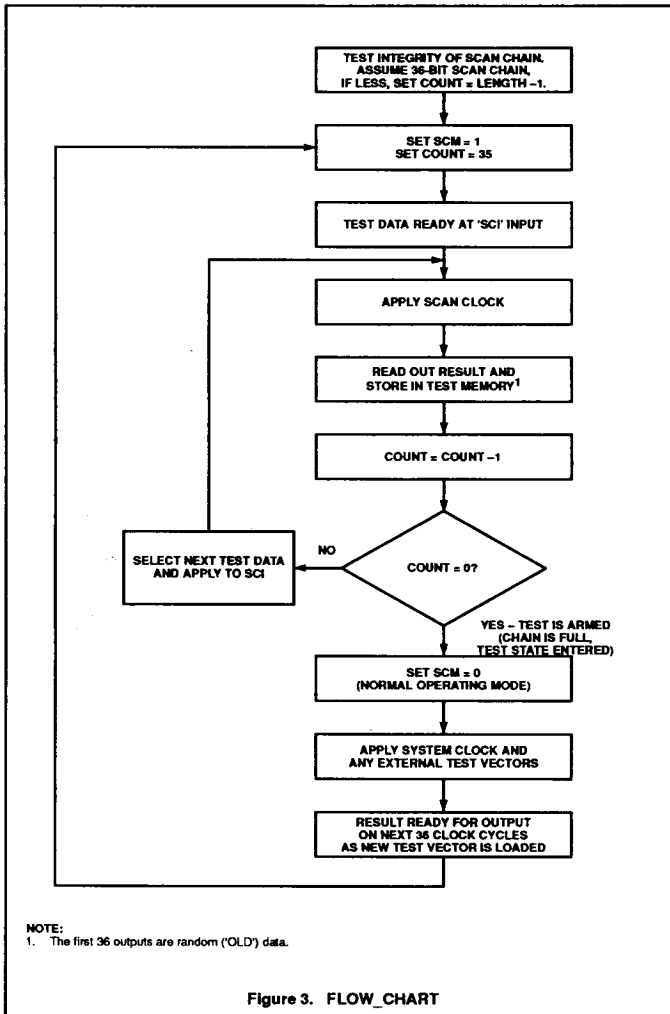 TEST INTEGRITY OF SCAN CHAIN.
ASSUME 36-BIT SCAN CHAIN,
IF LESS, SET COUNT = LENGTH –1.
SET SCM = 1
SET COUNT = 35
TEST DATA READY AT 'SCI' INPUT
APPLY SCAN CLOCK
READ OUT RESULT AND
STORE IN TEST MEMORY1
COUNT = COUNT –1
COUNT = 0?
NO
SELECT NEXT TEST DATA
AND APPLY TO SCI
YES – TEST IS ARMED
(CHAIN IS FULL,
TEST STATE ENTERED)
SET SCM = 0
(NORMAL OPERATING MODE)
APPLY SYSTEM CLOCK AND
ANY EXTERNAL TEST VECTORS
RESULT READY FOR OUTPUT
ON NEXT 36 CLOCK CYCLES
AS NEW TEST VECTOR IS LOADED
NOTE:
1. The first 36 outputs are random ('OLD') data.
Figure 3. FLOW_CHART